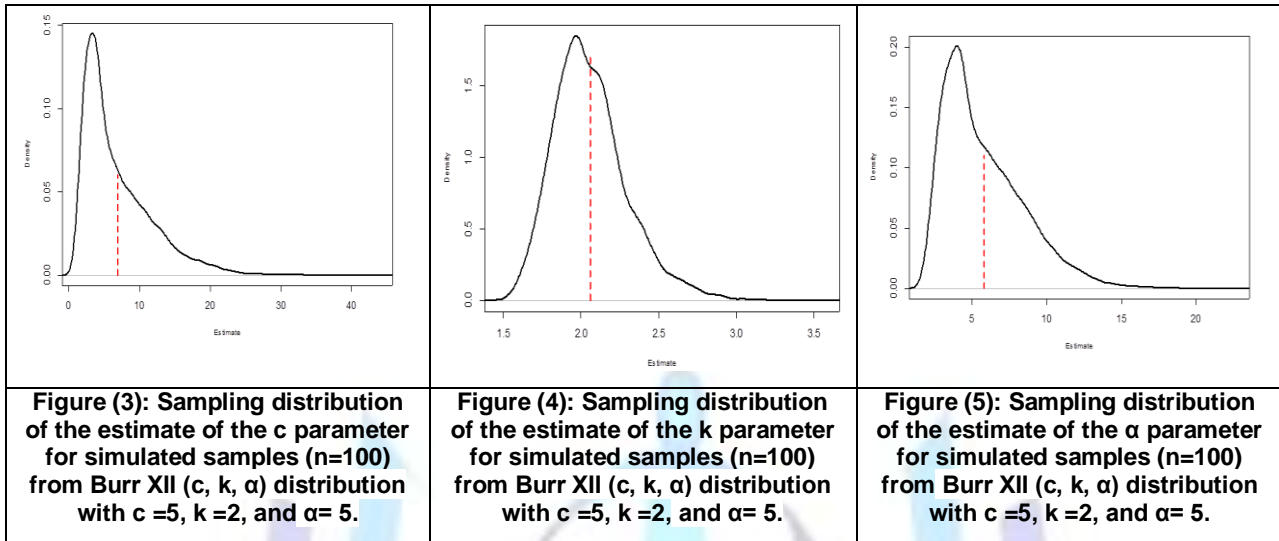 0.15
0.10
0.05
0.00
Density
0
10
20
30
40
Estimate
1.5
1.0
0.5
0.0
Density
1.5
2.0
2.5
3.0
3.5
Estimate
0.20
0.15
0.10
0.05
0.00
Density
5
10
15
20
Estimate
Figure (3): Sampling distribution
of the estimate of the c parameter
for simulated samples (n=100)
from Burr XII (c, k, α) distribution
with c =5, k =2, and α= 5.
Figure (4): Sampling distribution
of the estimate of the k parameter
for simulated samples (n=100)
from Burr XII (c, k, α) distribution
with c =5, k =2, and α= 5.
Figure (5): Sampling distribution
of the estimate of the α parameter
for simulated samples (n=100)
from Burr XII (c, k, α) distribution
with c =5, k =2, and α= 5.